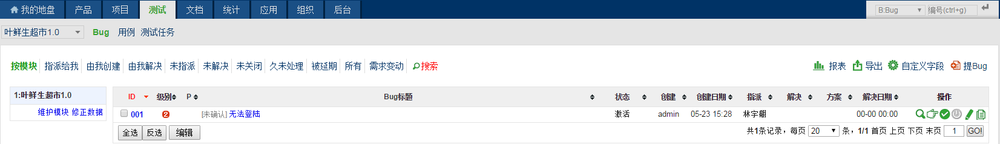 我的地盘 产品 项目 测试 文档 统计 应用 组织 后台 B:Bug 编号(ctrl+g)
叶鲜生超市1.0 Bug 用例 测试任务
按模块 指派给我 由我创建 由我解决 未指派 未解决 未关闭 久未处理 被延期 所有 需求变动 搜索 报表 导出 自定义字段 提Bug
1:叶鲜生超市1.0
维护模块 修正数据
ID 级别 P Bug标题 状态 创建 创建日期 指派 解决 方案 解决日期 操作
001 2 [未确认] 无法登陆 激活 admin 05-23 15:28 林宇翩 00-00 00:00
全选 反选 编辑 共1条记录，每页 20 条，1/1 首页 上页 下页 末页 1 GO!